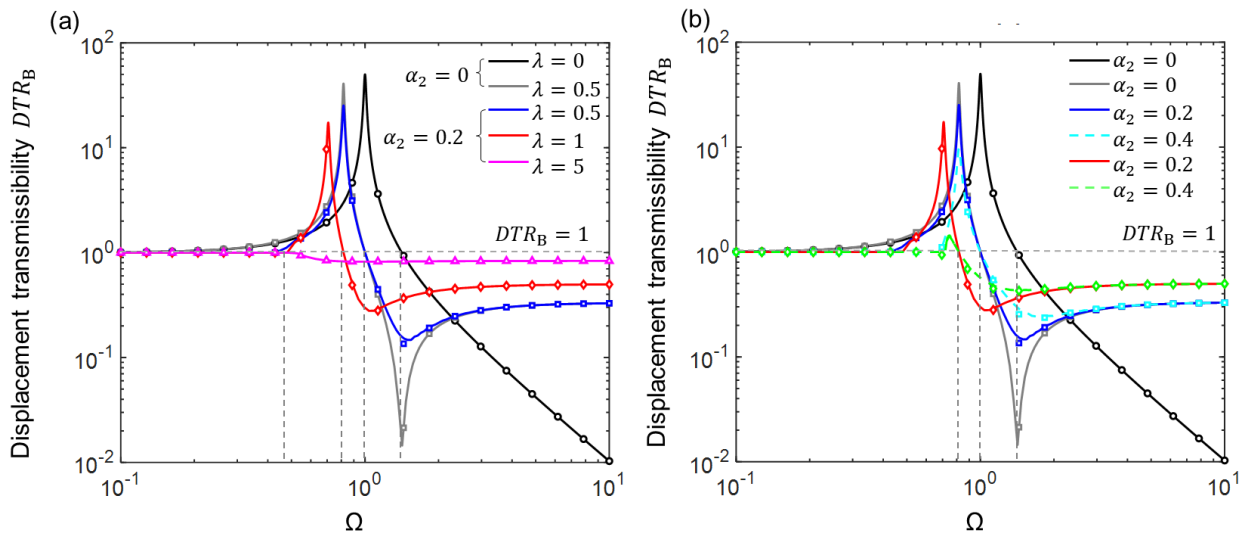 (a)
Displacement transmissibility DTR_B
10^2
10^1
10^0
10^-1
10^-2
10^-1
10^0
10^1
Ω
α_2 = 0
λ = 0
λ = 0.5
α_2 = 0.2
λ = 0.5
λ = 1
λ = 5
DTR_B = 1
(b)
Displacement transmissibility DTR_B
10^2
10^1
10^0
10^-1
10^-2
10^-1
10^0
10^1
Ω
α_2 = 0
α_2 = 0
α_2 = 0.2
α_2 = 0.4
α_2 = 0.2
α_2 = 0.4
DTR_B = 1